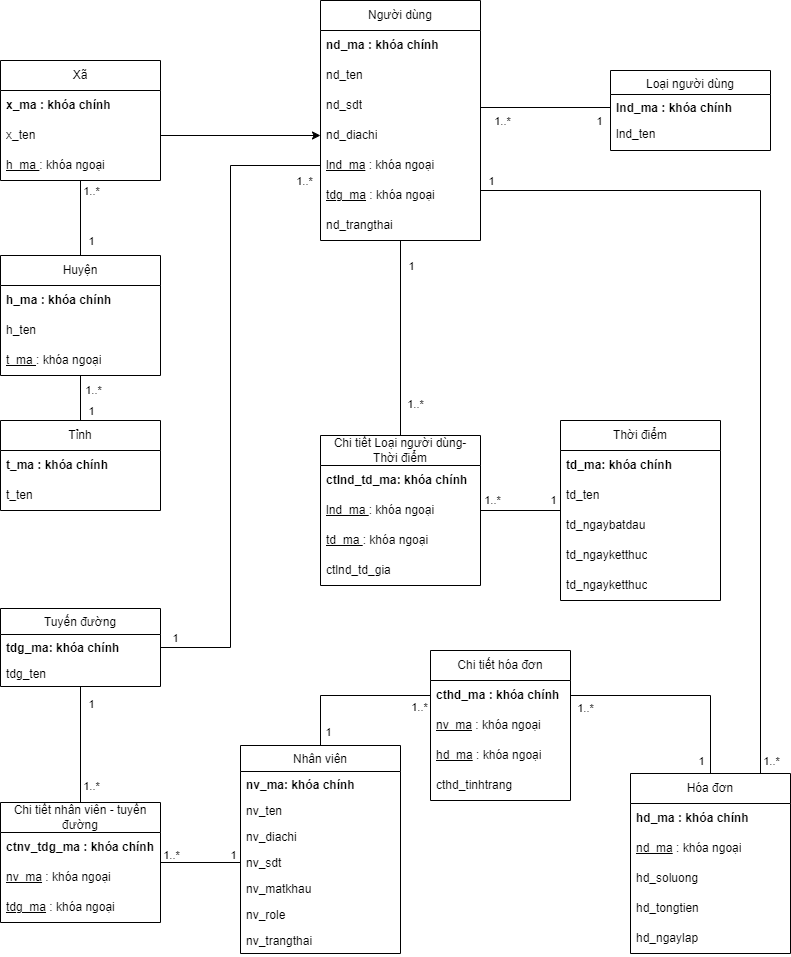 Người dùng
nd_ma : khóa chính
nd_ten
nd_sdt
nd_diachi
lnd_ma : khóa ngoại
tdg_ma : khóa ngoại
nd_trangthai
Loại người dùng
lnd_ma : khóa chính
lnd_ten
1..*
1
Xã
x_ma : khóa chính
x_ten
h_ma : khóa ngoại
1..*
1
Huyện
h_ma : khóa chính
h_ten
t_ma : khóa ngoại
1..*
1
Tỉnh
t_ma : khóa chính
t_ten
1..*
1
1
1..*
Chi tiết Loại người dùng-
Thời điểm
ctlnd_td_ma: khóa chính
lnd_ma : khóa ngoại
td_ma : khóa ngoại
ctlnd_td_gia
1..*
1
Thời điểm
td_ma: khóa chính
td_ten
td_ngaybatdau
td_ngayketthuc
td_ngayketthuc
Tuyến đường
tdg_ma: khóa chính
tdg_ten
1
1
1..*
Chi tiết nhân viên - tuyến
đường
ctnv_tdg_ma : khóa chính
nv_ma : khóa ngoại
tdg_ma : khóa ngoại
1..*
1
Nhân viên
nv_ma: khóa chính
nv_ten
nv_diachi
nv_sdt
nv_matkhau
nv_role
nv_trangthai
1
1..*
Chi tiết hóa đơn
cthd_ma : khóa chính
nv_ma : khóa ngoại
hd_ma : khóa ngoại
cthd_tinhtrang
1..*
1
1..*
Hóa đơn
hd_ma : khóa chính
nd_ma : khóa ngoại
hd_soluong
hd_tongtien
hd_ngaylap